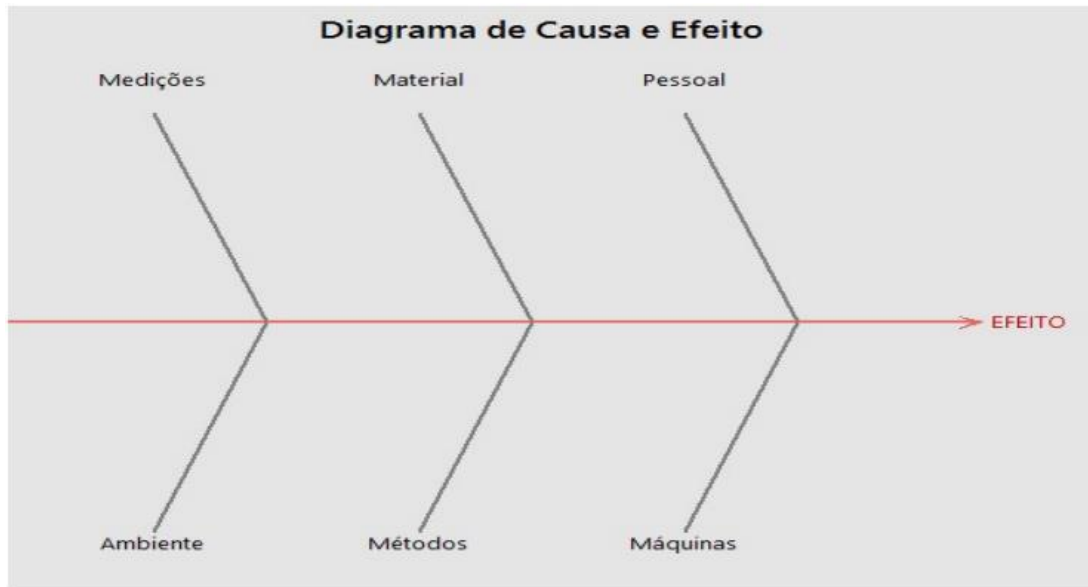 Diagrama de Causa e Efeito
Medições
Material
Pessoal
EFEITO
Ambiente
Métodos
Máquinas